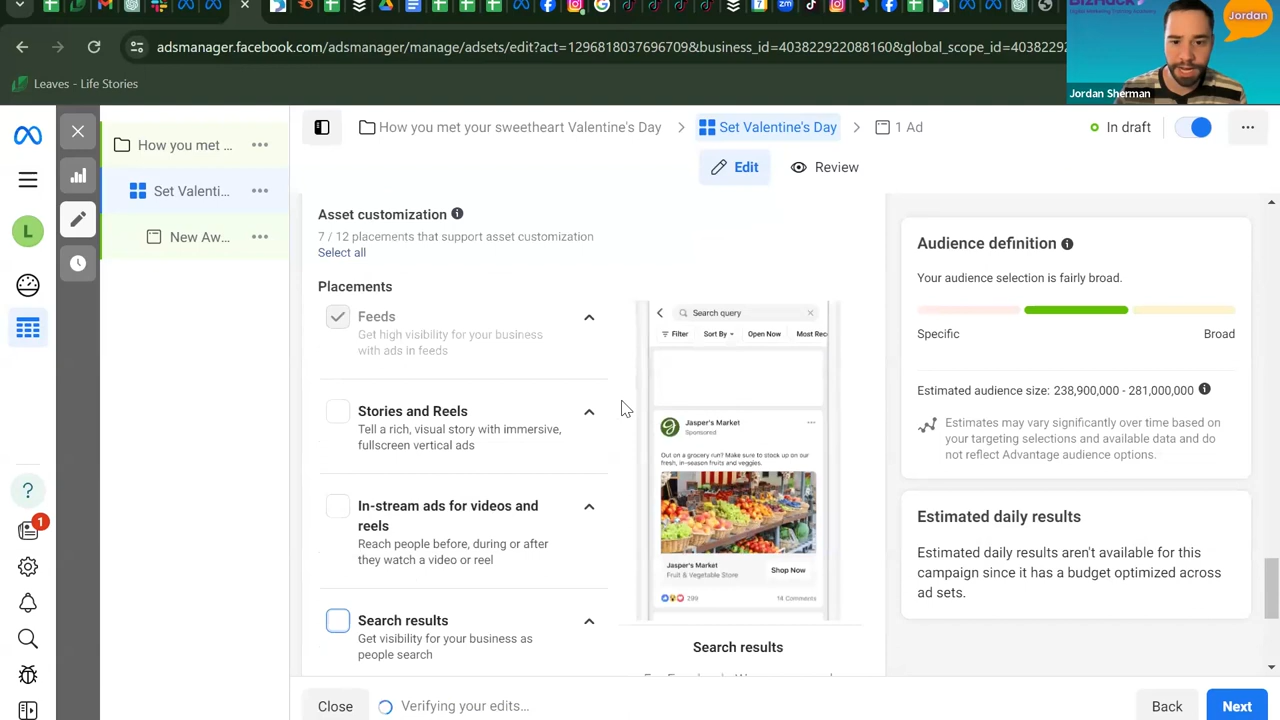 BizHack
Digital Marketing Training Academy
Jordan
adsmanager.facebook.com/adsmanager/manage/adsets/edit?act=1296818037696709&business_id=403822922088160&global_scope_id=4038229
Leaves - Life Stories
Jordan Sherman
How you met ...
How you met your sweetheart Valentine's Day
Set Valentine's Day
1 Ad
In draft
Edit
Review
Set Valenti...
New Aw...
L
?
1
Asset customization
7 / 12 placements that support asset customization
Select all
Placements
Feeds
Get high visibility for your business
with ads in feeds
Stories and Reels
Tell a rich, visual story with immersive,
fullscreen vertical ads
In-stream ads for videos and
reels
Reach people before, during or after
they watch a video or reel
Search results
Get visibility for your business as
people search
Search query
Filter
Sort By
Open Now
Most Rec
Jasper's Market
Sponsored
Out on a grocery run? Make sure to stock up on our
fresh, in-season fruits and veggies.
Jasper's Market
Fruit & Vegetable Store
Shop Now
299
14 Comments
Search results
Audience definition
Your audience selection is fairly broad.
Specific
Broad
Estimated audience size: 238,900,000 - 281,000,000
Estimates may vary significantly over time based on
your targeting selections and available data and do
not reflect Advantage audience options.
Estimated daily results
Estimated daily results aren't available for this
campaign since it has a budget optimized across
ad sets.
Close
Verifying your edits...
Back
Next